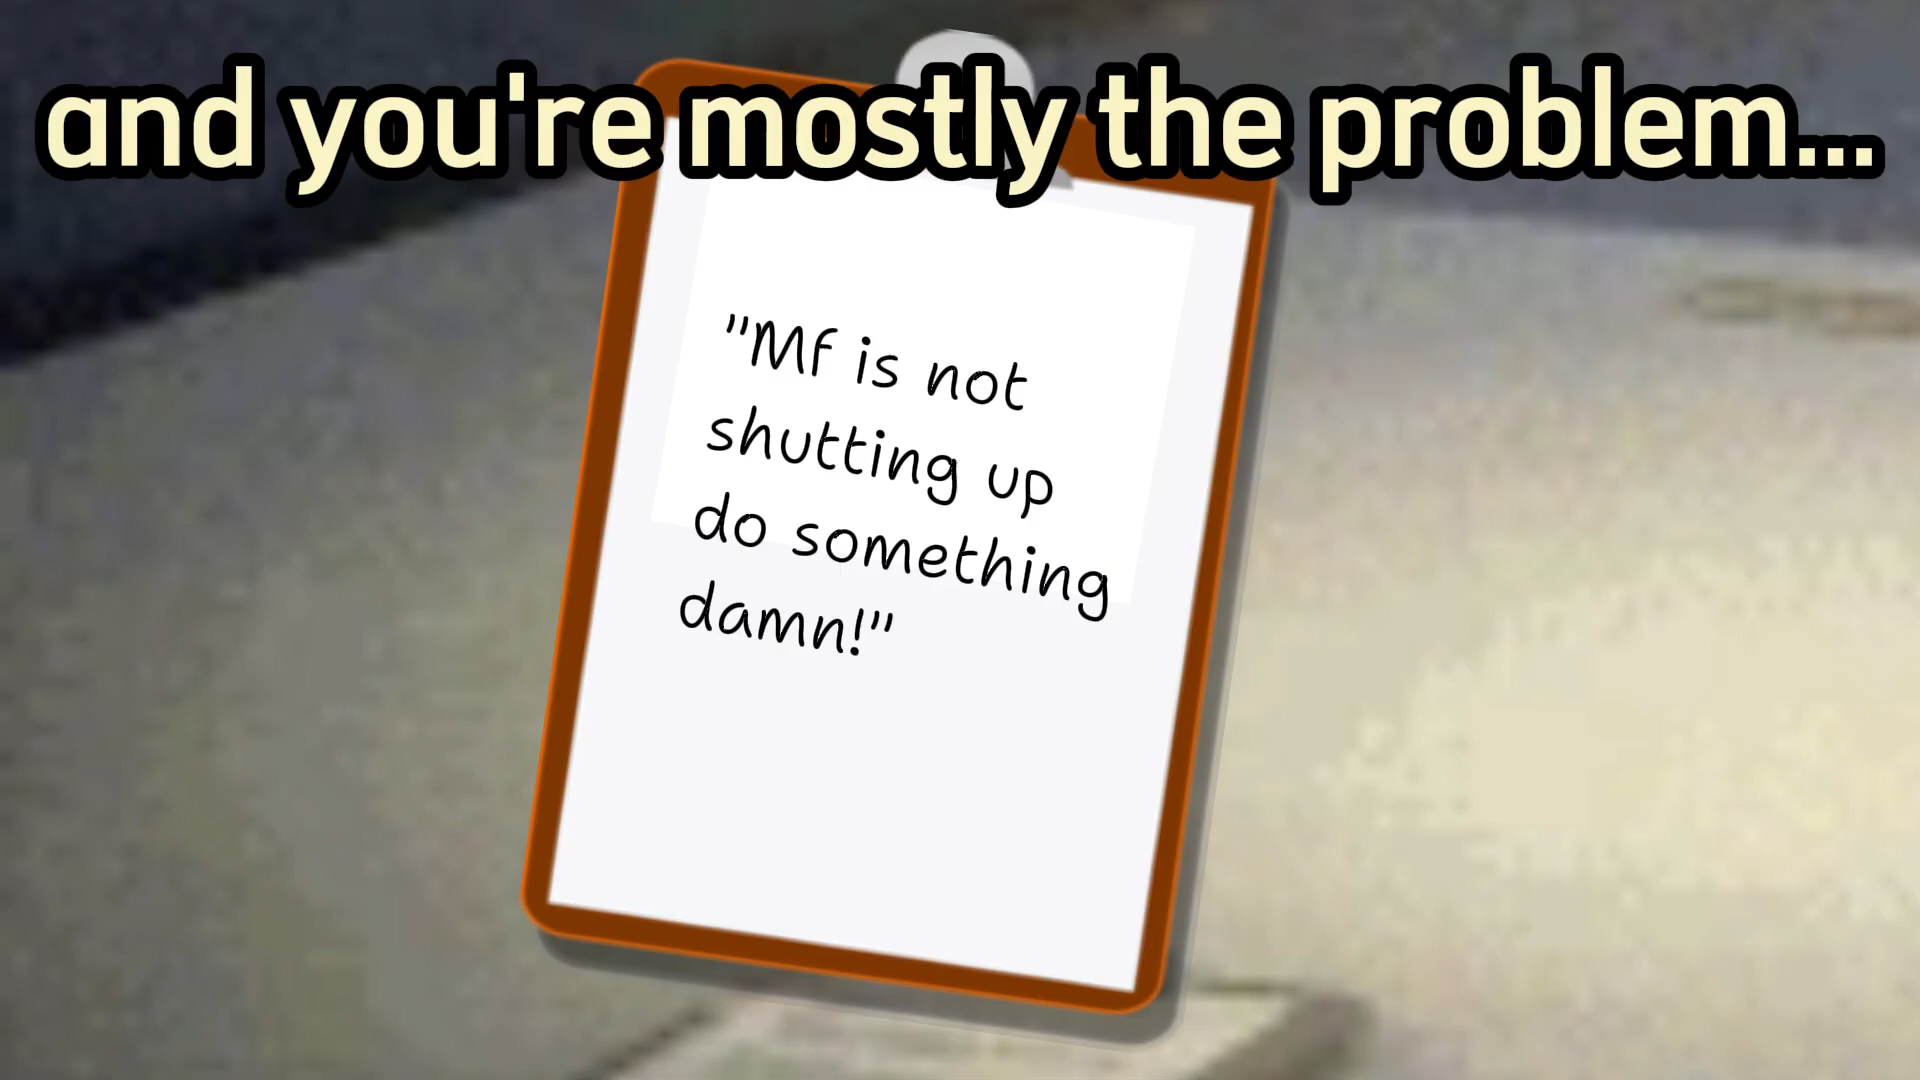 and you're mostly the problem...
"Mf is not
shutting up
do something
damn!"